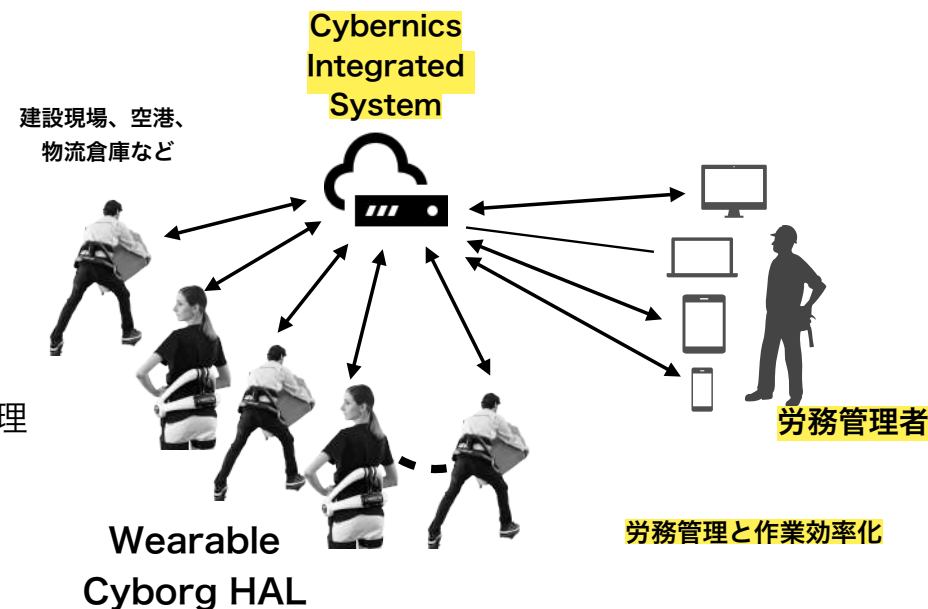 Cybernics
Integrated
System
建設現場、空港、
物流倉庫など
理
労務管理者
労務管理と作業効率化
Wearable
Cyborg HAL